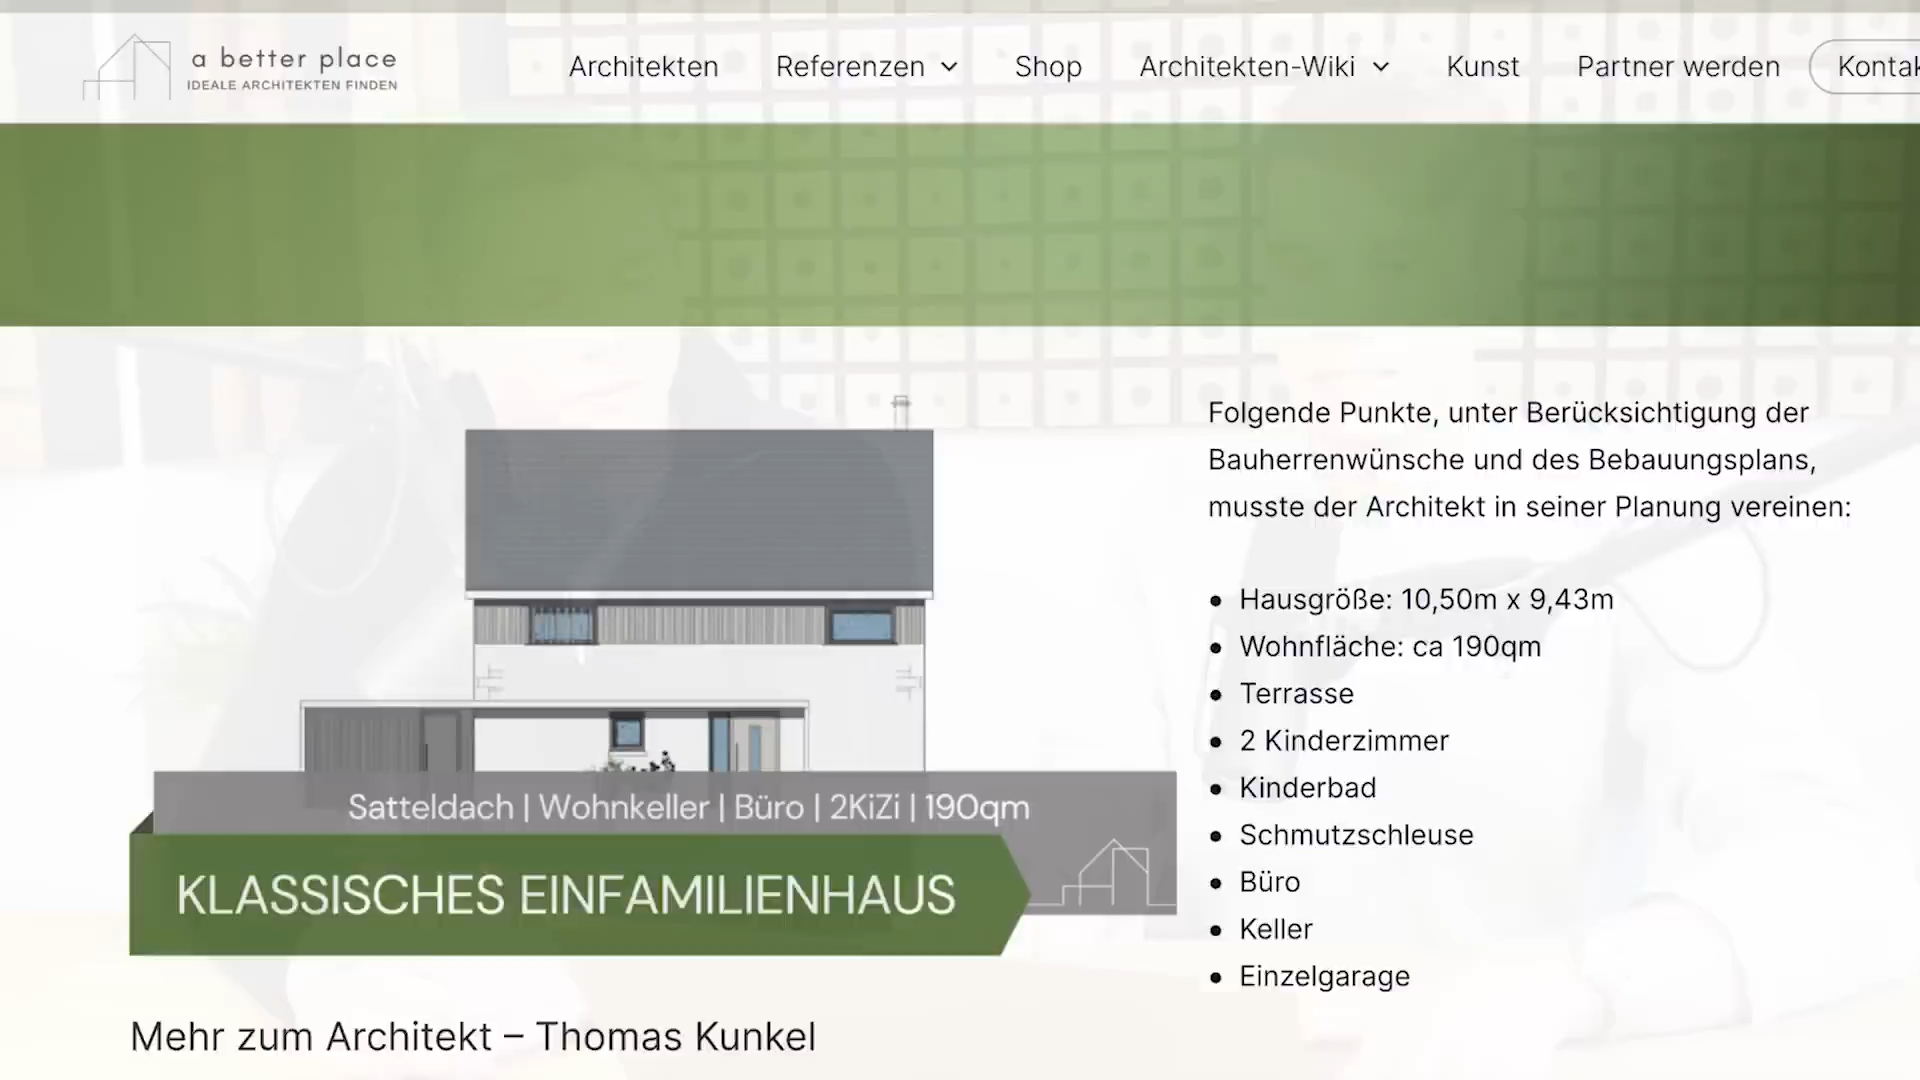 a better place
IDEALE ARCHITEKTEN FINDEN
Architekten
Referenzen
Shop
Architekten-Wiki
Kunst
Partner werden
Folgende Punkte, unter Berücksichtigung der
Bauherrenwünsche und des Bebauungsplans,
musste der Architekt in seiner Planung vereinen:
• Hausgröße: 10,50m x 9,43m
• Wohnfläche: ca 190qm
• Terrasse
• 2 Kinderzimmer
• Kinderbad
• Schmutzschleuse
• Büro
• Keller
• Einzelgarage
Satteldach | Wohnkeller | Büro | 2KiZi | 190qm
KLASSISCHES EINFAMILIENHAUS
Mehr zum Architekt – Thomas Kunkel